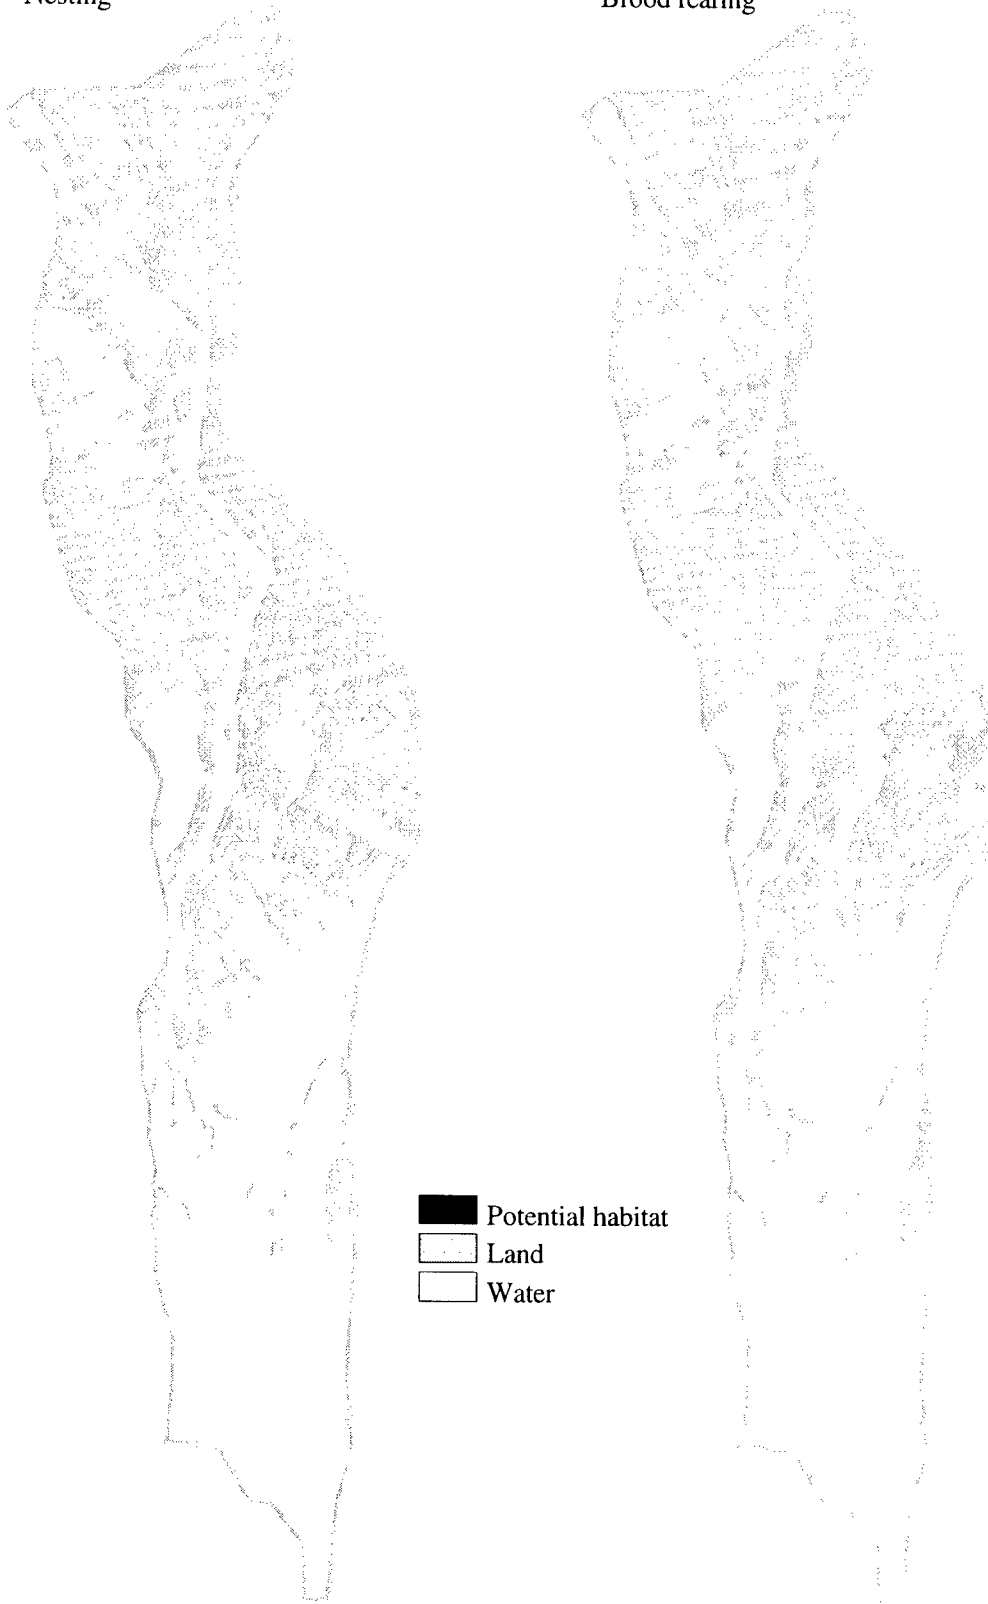 Nesting
Brood rearing
Potential habitat
Land
Water